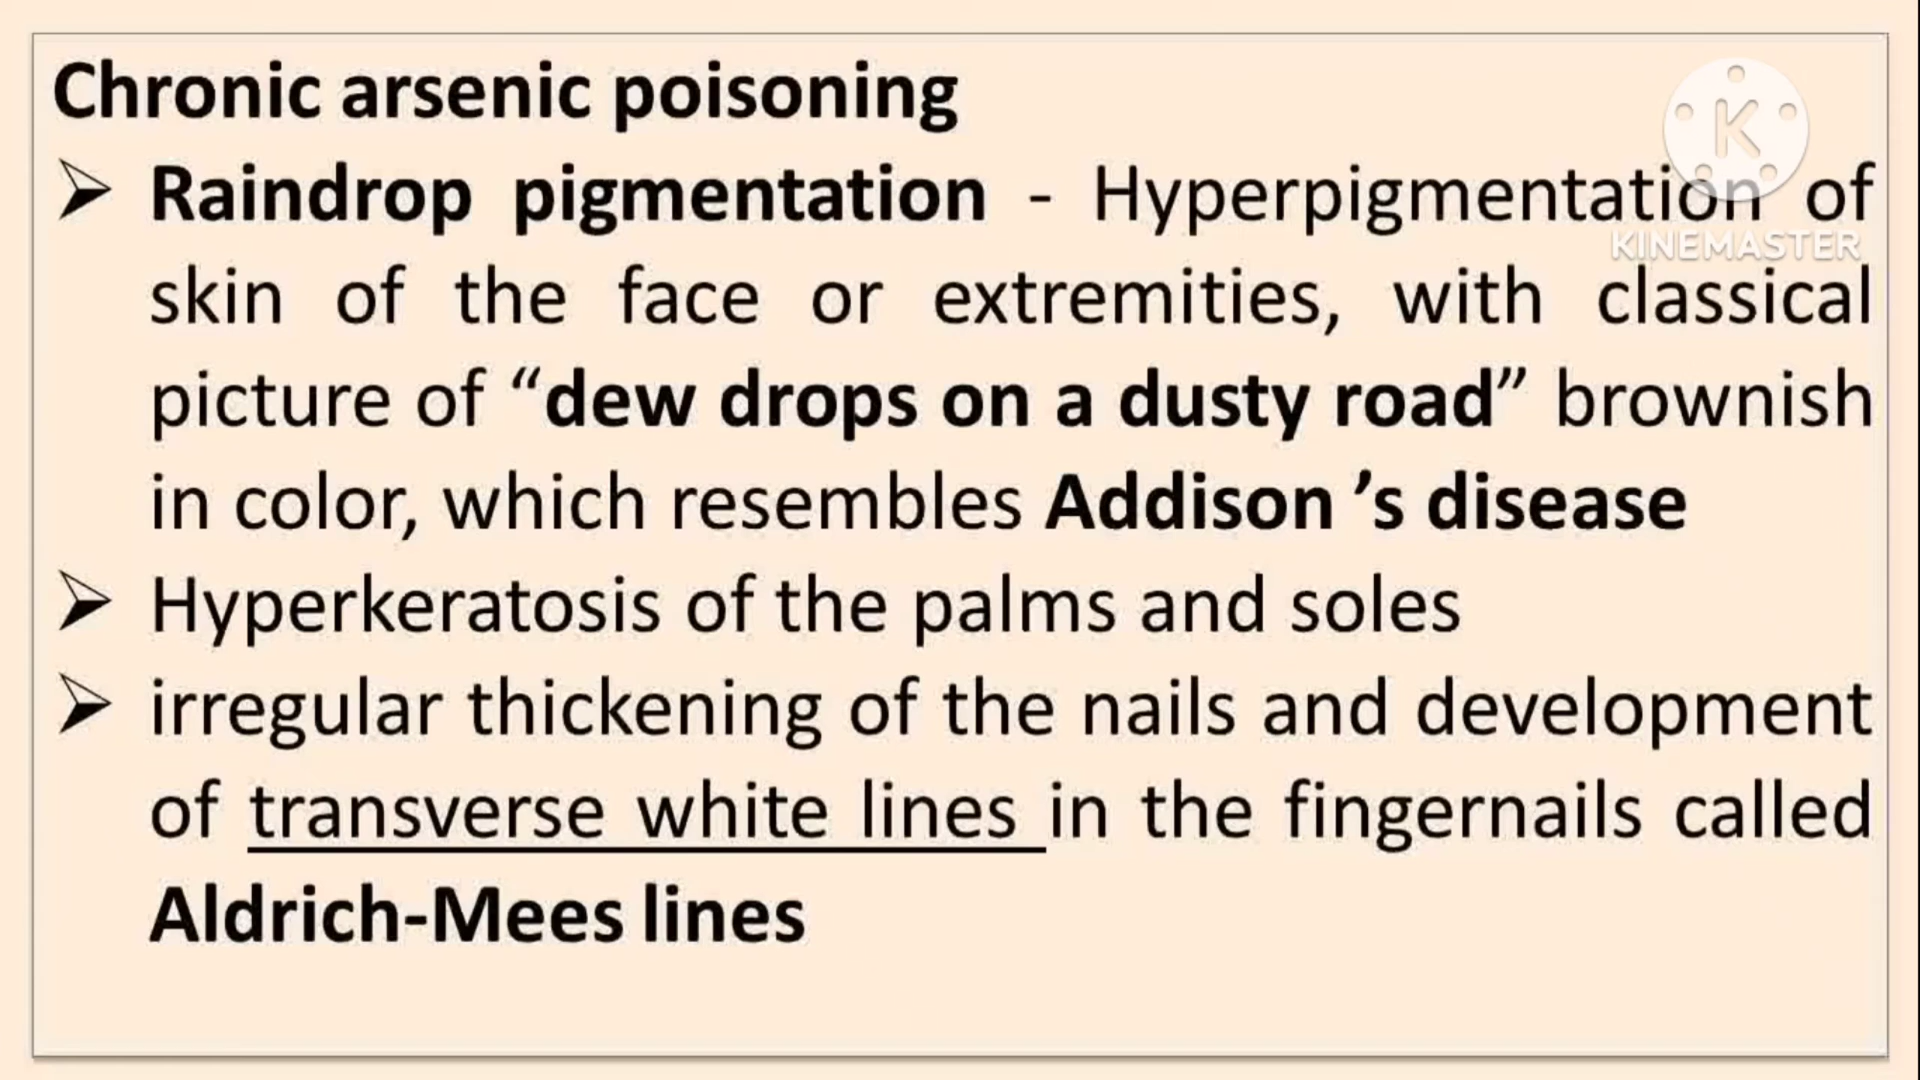 Chronic arsenic poisoning
➢ Raindrop pigmentation - Hyperpigmentation of
skin of the face or extremities, with classical
picture of “dew drops on a dusty road” brownish
in color, which resembles Addison ’s disease
➢ Hyperkeratosis of the palms and soles
➢ irregular thickening of the nails and development
of transverse white lines in the fingernails called
Aldrich-Mees lines
K
KINEMASTER